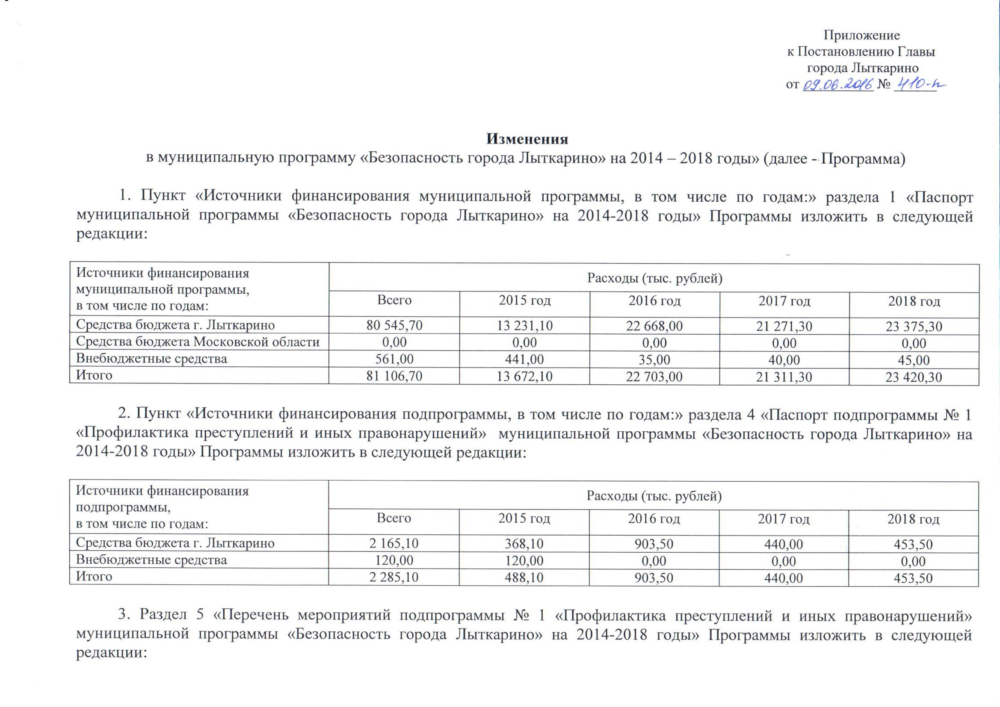 Приложение
к Постановлению Главы
города Лыткарино
от 09.06.2016 № 410-п
Изменения
в муниципальную программу «Безопасность города Лыткарино» на 2014 – 2018 годы» (далее - Программа)
1. Пункт «Источники финансирования муниципальной программы, в том числе по годам:» раздела 1 «Паспорт
муниципальной программы «Безопасность города Лыткарино» на 2014-2018 годы» Программы изложить в следующей
редакции:
Источники финансирования
муниципальной программы,
в том числе по годам:
Расходы (тыс. рублей)
Всего 2015 год 2016 год 2017 год 2018 год
Средства бюджета г. Лыткарино 80 545,70 13 231,10 22 668,00 21 271,30 23 375,30
Средства бюджета Московской области 0,00 0,00 0,00 0,00 0,00
Внебюджетные средства 561,00 441,00 35,00 40,00 45,00
Итого 81 106,70 13 672,10 22 703,00 21 311,30 23 420,30
2. Пункт «Источники финансирования подпрограммы, в том числе по годам:» раздела 4 «Паспорт подпрограммы № 1
«Профилактика преступлений и иных правонарушений» муниципальной программы «Безопасность города Лыткарино» на
2014-2018 годы» Программы изложить в следующей редакции:
Источники финансирования
подпрограммы,
в том числе по годам:
Расходы (тыс. рублей)
Всего 2015 год 2016 год 2017 год 2018 год
Средства бюджета г. Лыткарино 2 165,10 368,10 903,50 440,00 453,50
Внебюджетные средства 120,00 120,00 0,00 0,00 0,00
Итого 2 285,10 488,10 903,50 440,00 453,50
3. Раздел 5 «Перечень мероприятий подпрограммы № 1 «Профилактика преступлений и иных правонарушений»
муниципальной программы «Безопасность города Лыткарино» на 2014-2018 годы» Программы изложить в следующей
редакции: